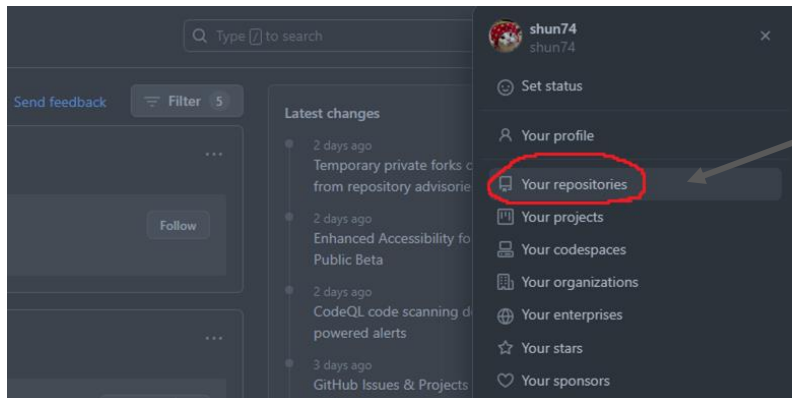 Type / to search
Send feedback
Filter 5
Follow
Latest changes
2 days ago
Temporary private forks
from repository advisorie
2 days ago
Enhanced Accessibility fo
Public Beta
2 days ago
CodeQL code scanning
powered alerts
3 days ago
GitHub Issues & Projects
shun74
shun74
Set status
Your profile
Your repositories
Your projects
Your codespaces
Your organizations
Your enterprises
Your stars
Your sponsors